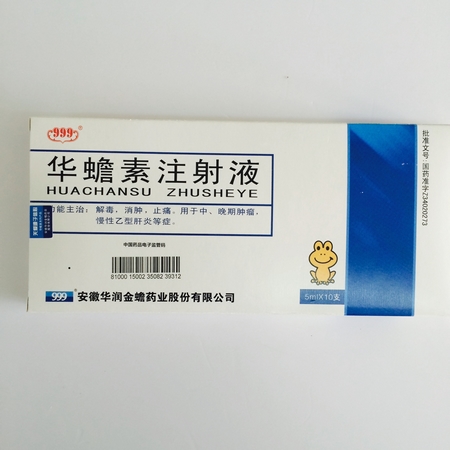 999
华蟾素注射液
HUACHANSU ZHUSHEYE
功能主治：解毒，消肿，止痛。用于中、晚期肿瘤，
慢性乙型肝炎等症。
中国药品电子监管码
81000 15002 35082 39312
999 安徽华润金蟾药业股份有限公司
5mlX10支
批准文号：国药准字Z34020273